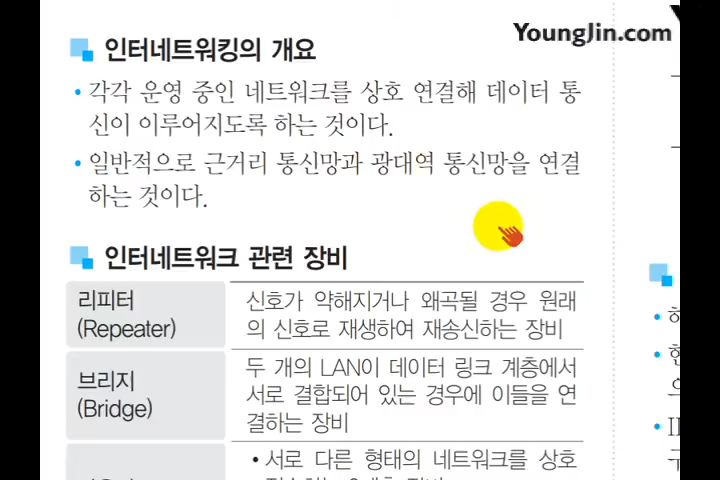 YoungJin.com
인터네트워킹의 개요
• 각각 운영 중인 네트워크를 상호 연결해 데이터 통
신이 이루어지도록 하는 것이다.
• 일반적으로 근거리 통신망과 광대역 통신망을 연결
하는 것이다.
인터네트워크 관련 장비
리피터
(Repeater)
신호가 약해지거나 왜곡될 경우 원래
의 신호로 재생하여 재송신하는 장비
브리지
(Bridge)
두 개의 LAN이 데이터 링크 계층에서
서로 결합되어 있는 경우에 이들을 연
결하는 장비
• 서로 다른 형태의 네트워크를 상호